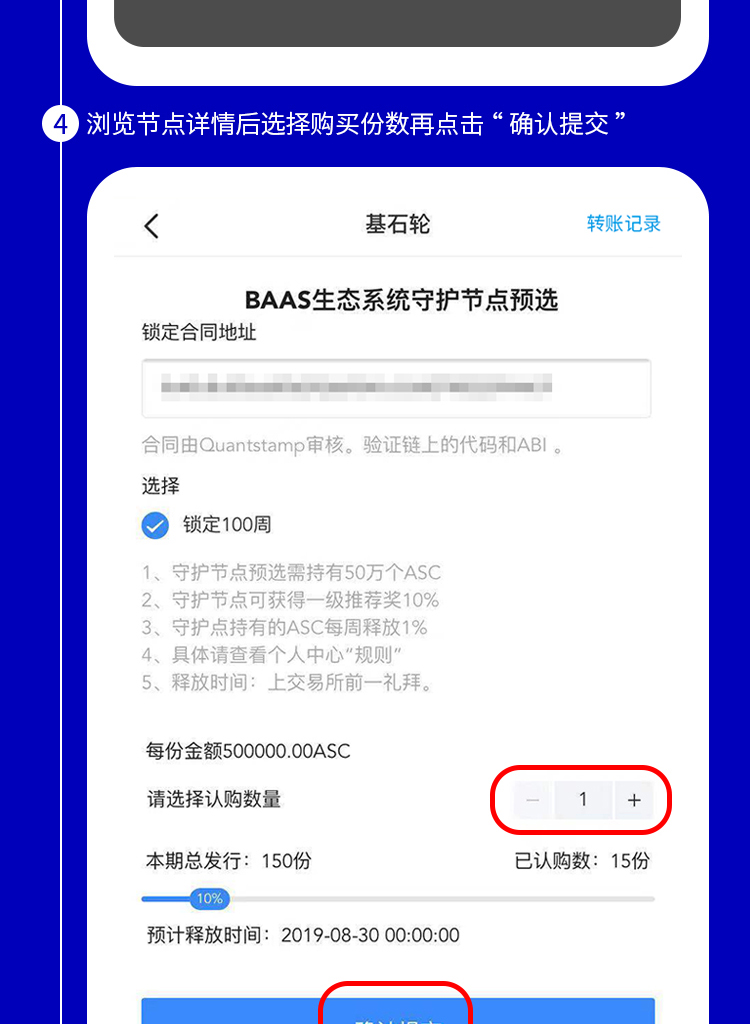 4 浏览节点详情后选择购买份数再点击“确认提交”
基石轮
转账记录
BAAS生态系统守护节点预选
锁定合同地址
合同由Quantstamp审核。验证链上的代码和ABI 。
选择
锁定100周
1、守护节点预选需持有50万个ASC
2、守护节点可获得一级推荐奖10%
3、守护点持有的ASC每周释放1%
4、具体请查看个人中心“规则”
5、释放时间：上交易所前一礼拜。
每份金额500000.00ASC
请选择认购数量
− 1 +
本期总发行：150份
已认购数：15份
10%
预计释放时间：2019-08-30 00:00:00